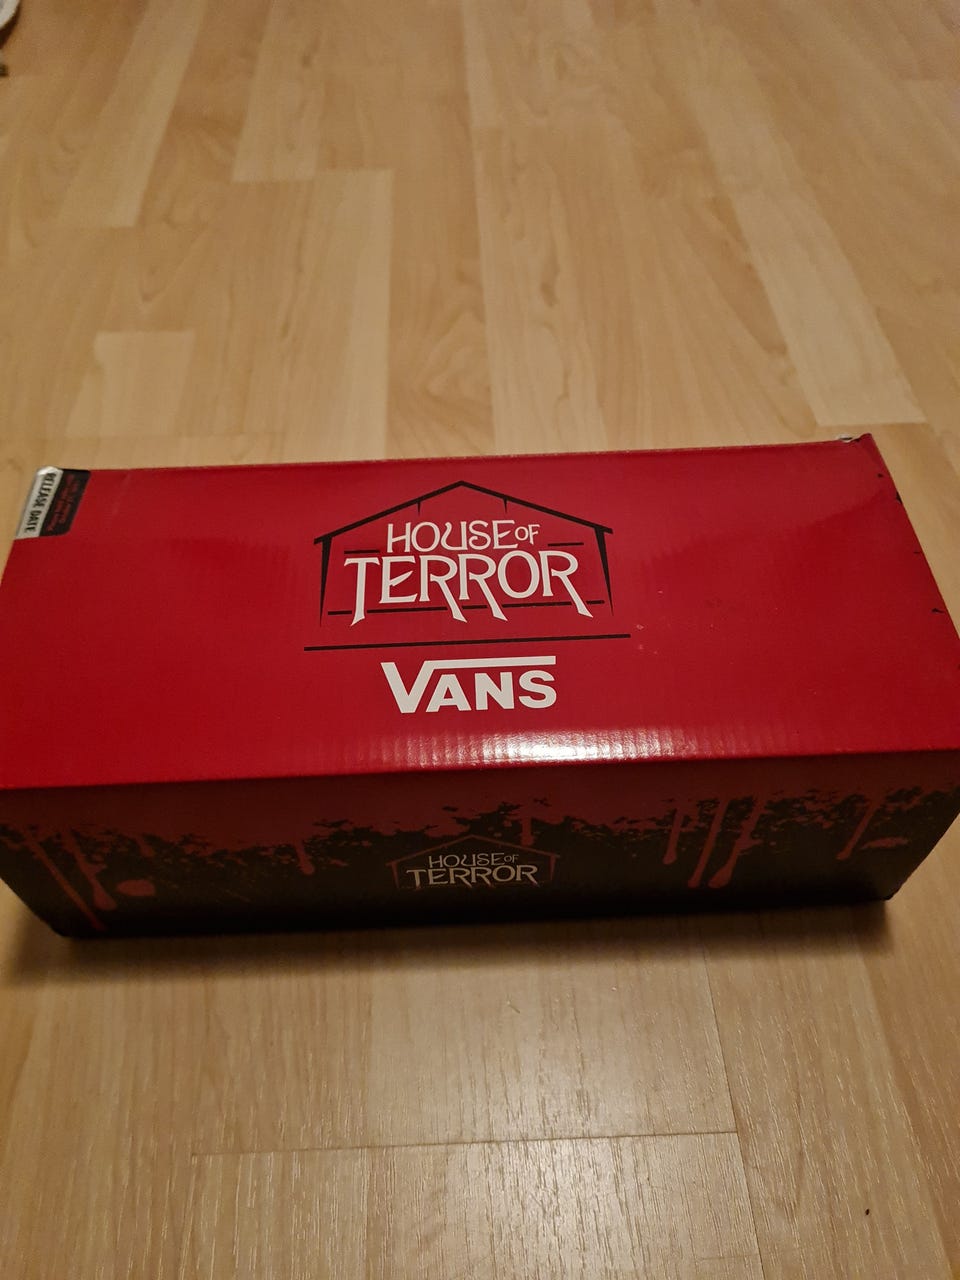 RELEASE DATE
HOUSE OF
TERROR
VANS
HOUSE OF
TERROR